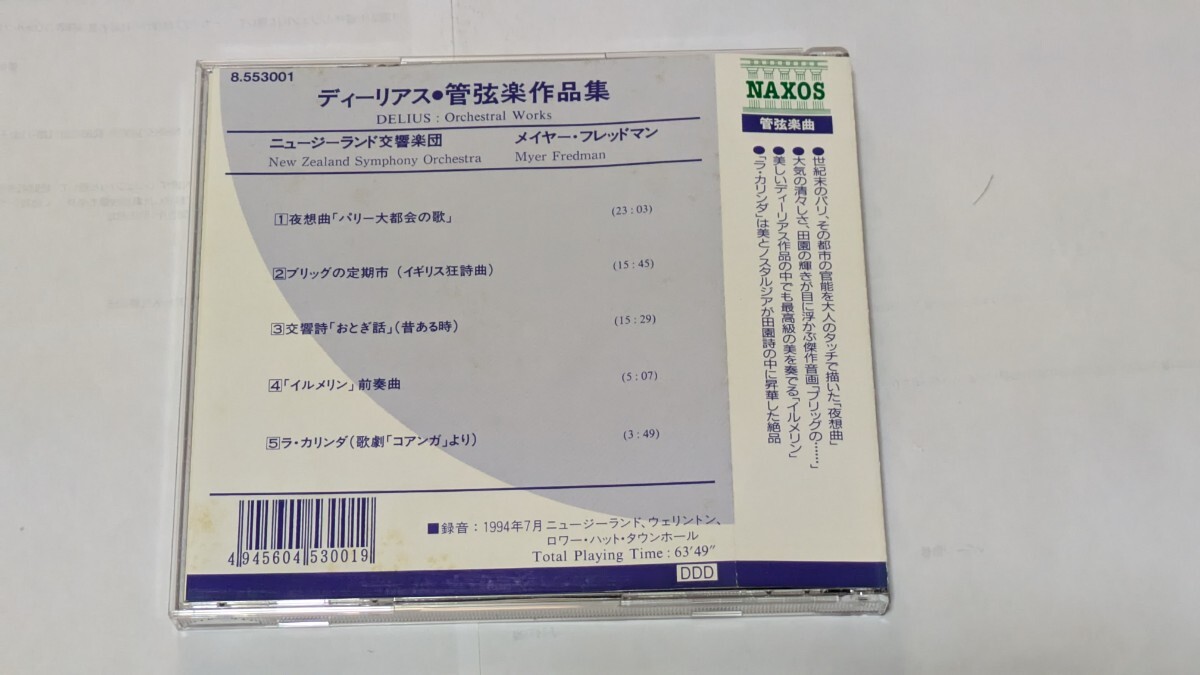 8.553001
ディーリアス●管弦楽作品集
DELIUS : Orchestral Works
ニュージーランド交響楽団 メイヤー・フレッドマン
New Zealand Symphony Orchestra Myer Fredman
1夜想曲「パリー大都会の歌」 (23 : 03)
2ブリッグの定期市 (イギリス狂詩曲) (15 : 45)
3交響詩「おとぎ話」(昔ある時) (15 : 29)
4「イルメリン」前奏曲 (5 : 07)
5ラ・カリンダ(歌劇「コアンガ」より) (3 : 49)
4 945604 530019
■録音：1994年7月 ニュージーランド、ウェリントン、
ロワー・ハット・タウンホール
Total Playing Time : 63'49"
DDD
NAXOS
管弦楽曲
●世紀末のパリ、その都市の官能を大人のタッチで描いた「夜想曲」
●大気の清々しさ、田園の輝きが目に浮かぶ傑作音画「ブリッグの……」
●美しいディーリアス作品の中でも最高級の美を奏でる「イルメリン」
●「ラ・カリンダ」は美とノスタルジアが田園詩の中に昇華した絶品